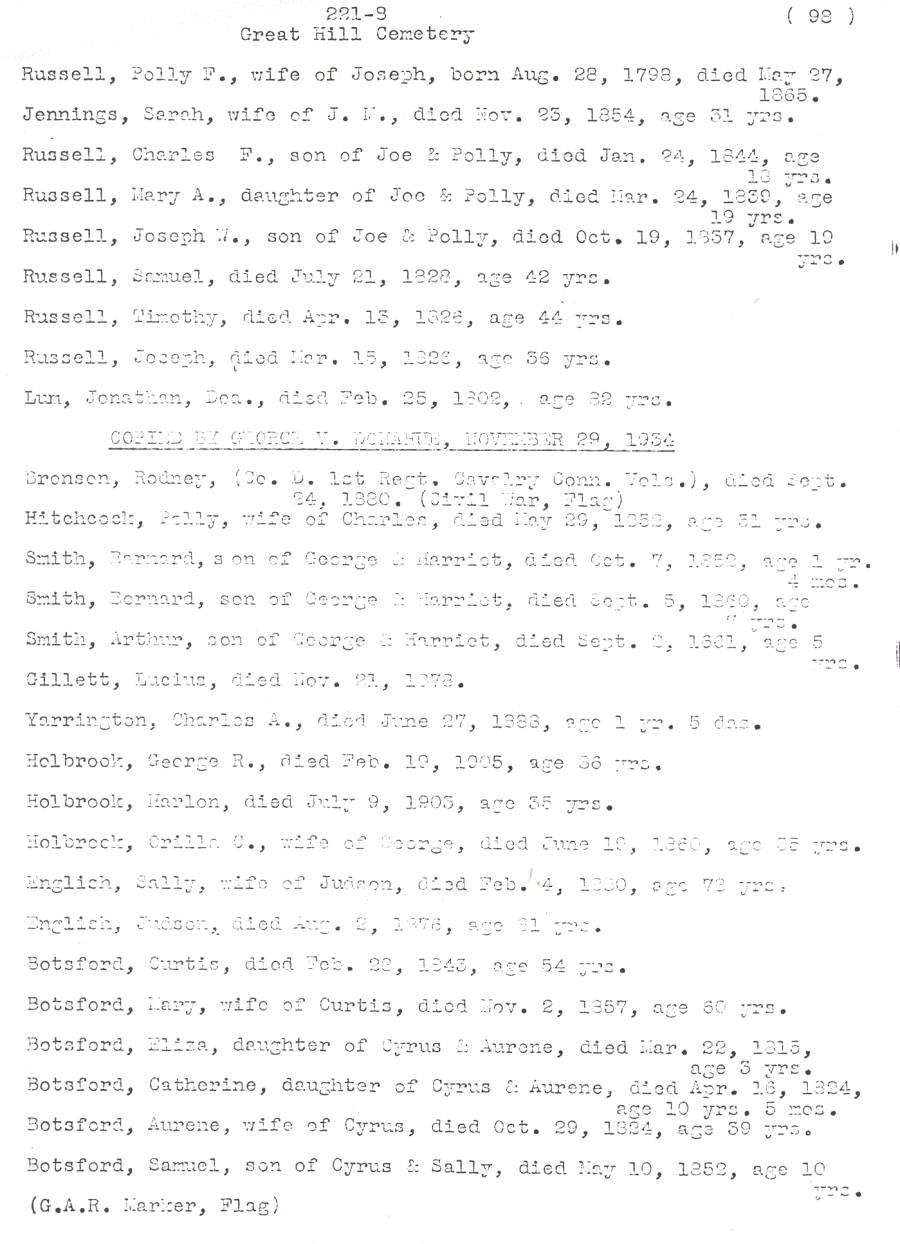 221-S ( 98 )
Great Hill Cemetery
Russell, Polly F., wife of Joseph, born Aug. 28, 1798, died May 27,
1865.
Jennings, Sarah, wife of J. M., died Nov. 23, 1854, age 31 yrs.
Russell, Charles F., son of Joe & Polly, died Jan. 24, 1844, age
18 yrs.
Russell, Mary A., daughter of Joe & Polly, died Mar. 24, 1839, age
19 yrs.
Russell, Joseph W., son of Joe & Polly, died Oct. 19, 1837, age 19
yrs.
Russell, Samuel, died July 21, 1828, age 42 yrs.
Russell, Timothy, died Apr. 13, 1826, age 44 yrs.
Russell, Joseph, died Mar. 15, 1826, age 36 yrs.
Lum, Jonathan, Dea., died Feb. 25, 1802, age 82 yrs.
COPIED BY GEORGE V. DONAHUE, NOVEMBER 29, 1934
Bronson, Rodney, (Co. D. 1st Regt. Cavalry Conn. Vols.), died Sept.
24, 1880. (Civil War, Flag)
Hitchcock, Polly, wife of Charles, died May 29, age 31 yrs.
Smith, son of George & Harriet, died Oct. 7, 1852, age 1 yr.
4 mos.
Smith, Bernard, son of George & Harriet, died Sept. 5, 1860, age
7 yrs.
Smith, Arthur, son of George & Harriet, died Sept. 1861, age 5
yrs.
Gillett, Lucius, died Nov. 21, 1878.
Yarrington, Charles A., died June 27, 1888, age 1 yr. 5 das.
Holbrook, George R., died Feb. 19, 1905, age 36 yrs.
Holbrook, Harlon, died July 9, 1903, age 35 yrs.
Holbrock, Orilla C., wife of George, died June 19, age yrs.
English, Sally, wife of Judson, died Feb. 4, 1880, age 72 yrs.
English, Judson, died Aug. 2, 1876, age 81 yrs.
Botsford, Curtis, died Feb. 22, 1843, age 54 yrs.
Botsford, Mary, wife of Curtis, died Nov. 2, 1857, age 60 yrs.
Botsford, Eliza, daughter of Cyrus & Aurene, died Mar. 22, 1815,
age 3 yrs.
Botsford, Catherine, daughter of Cyrus & Aurene, died Apr. 16, 1824,
age 10 yrs. 5 mos.
Botsford, Aurene, wife of Cyrus, died Oct. 29, 1824, age 39 yrs.
Botsford, Samuel, son of Cyrus & Sally, died May 10, 1852, age 10
yrs.
(G.A.R. Marker, Flag)